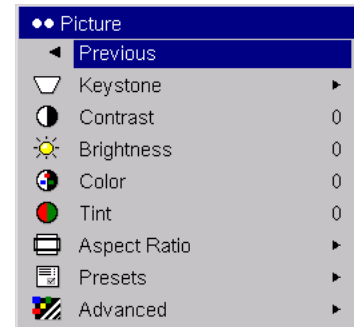 Picture
Previous
Keystone
Contrast 0
Brightness 0
Color 0
Tint 0
Aspect Ratio
Presets
Advanced